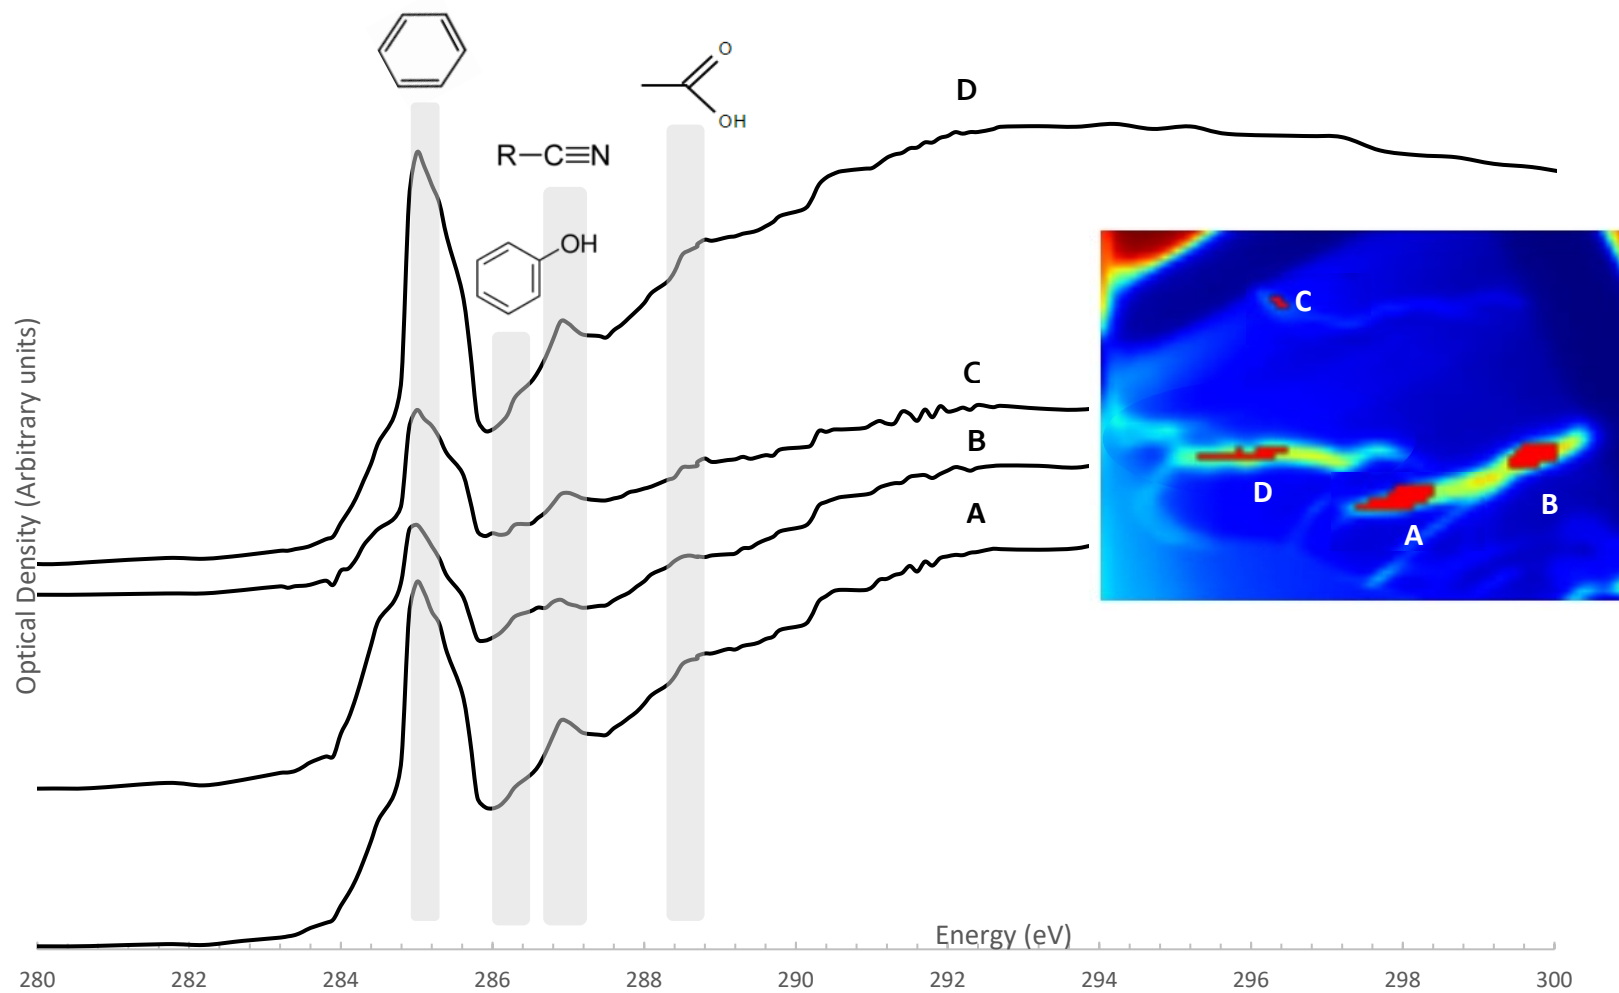 O
OH
D
R–C≡N
OH
C
C
B
D
B
A
A
Optical Density (Arbitrary units)
Energy (eV)
280 282 284 286 288 290 292 294 296 298 300